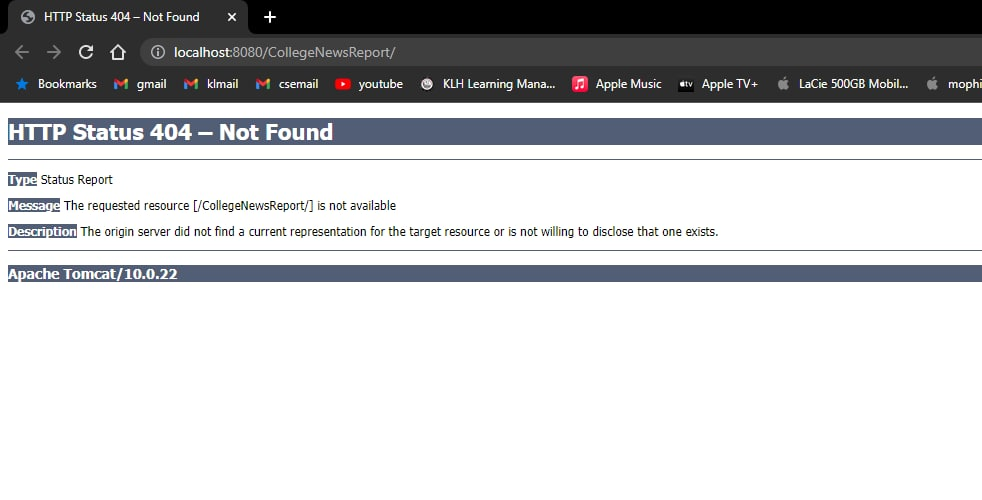 HTTP Status 404 – Not Found
localhost:8080/CollegeNewsReport/
Bookmarks gmail klmail csemail youtube KLH Learning Mana... Apple Music tv Apple TV+ LaCie 500GB Mobil... mophi
HTTP Status 404 – Not Found
Type Status Report
Message The requested resource [/CollegeNewsReport/] is not available
Description The origin server did not find a current representation for the target resource or is not willing to disclose that one exists.
Apache Tomcat/10.0.22